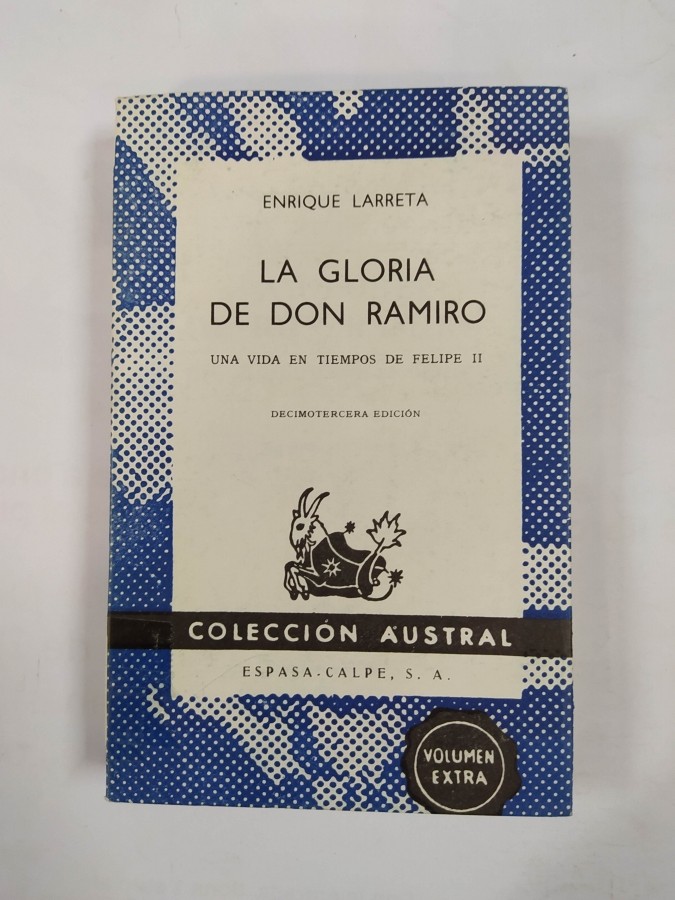 ENRIQUE LARRETA
LA GLORIA
DE DON RAMIRO
UNA VIDA EN TIEMPOS DE FELIPE II
DECIMOTERCERA EDICIÓN
COLECCIÓN AUSTRAL
ESPASA-CALPE, S. A.
VOLUMEN
EXTRA